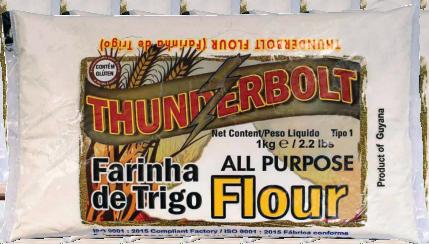 THUNDERBOLT FLOUR (Farinha de Trigo)
CONTÉM
GLÚTEN
THUNDERBOLT
Net Content/Peso Liquido Tipo 1
1kg e / 2.2 lbs
Farinha
de Trigo
ALL PURPOSE
Flour
Product of Guyana
ISO 9001 : 2015 Compliant Factory / ISO 9001 : 2015 Fábrica conforme